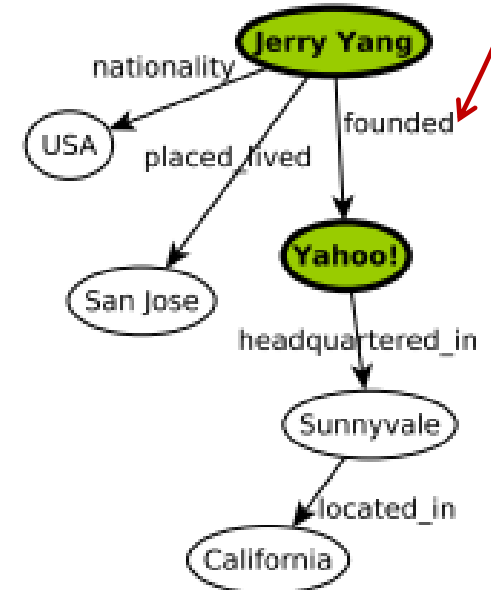 Jerry Yang
nationality
founded
USA
placed_lived
Yahoo!
San Jose
headquartered_in
Sunnyvale
located_in
California